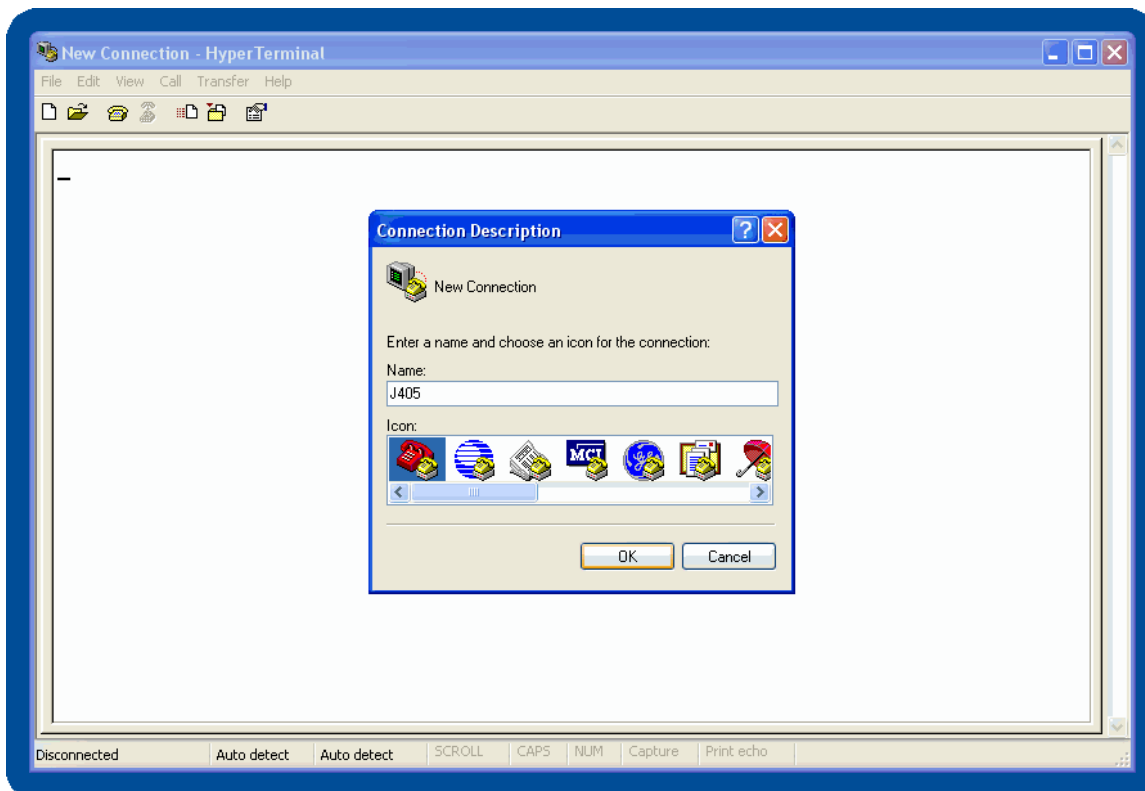 New Connection - HyperTerminal
File Edit View Call Transfer Help
Connection Description
New Connection
Enter a name and choose an icon for the connection:
Name:
J405
Icon:
MCI
OK Cancel
Disconnected Auto detect Auto detect SCROLL CAPS NUM Capture Print echo